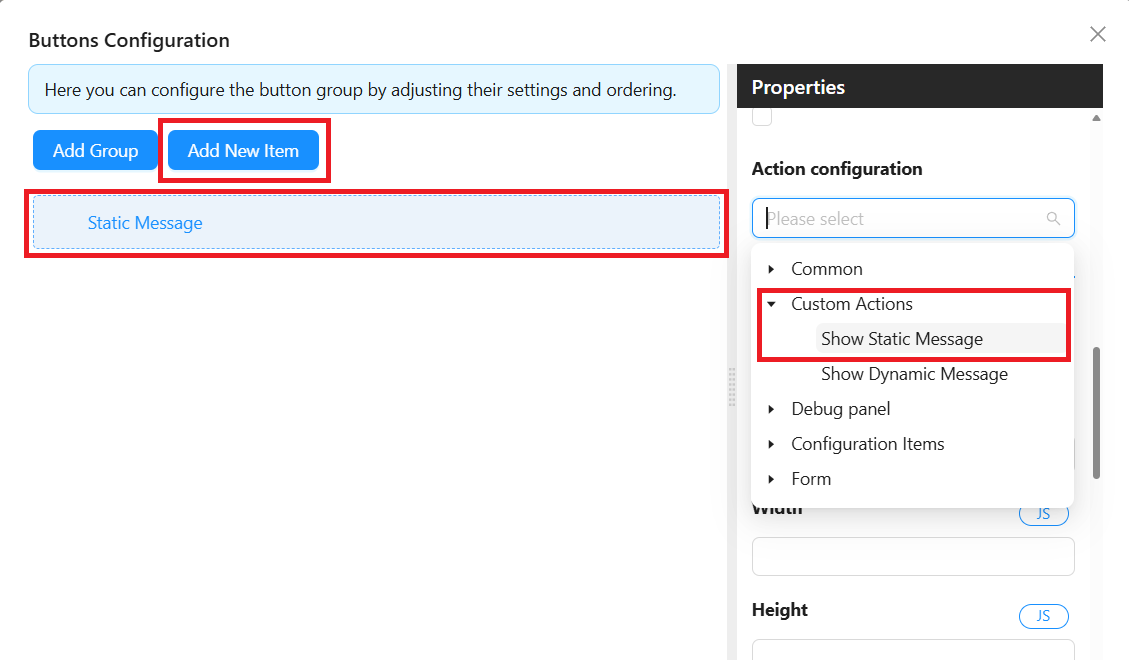 Buttons Configuration
Here you can configure the button group by adjusting their settings and ordering.
Add Group
Add New Item
Static Message
Properties
Action configuration
Please select
Common
Custom Actions
Show Static Message
Show Dynamic Message
Debug panel
Configuration Items
Form
Width
JS
Height
JS